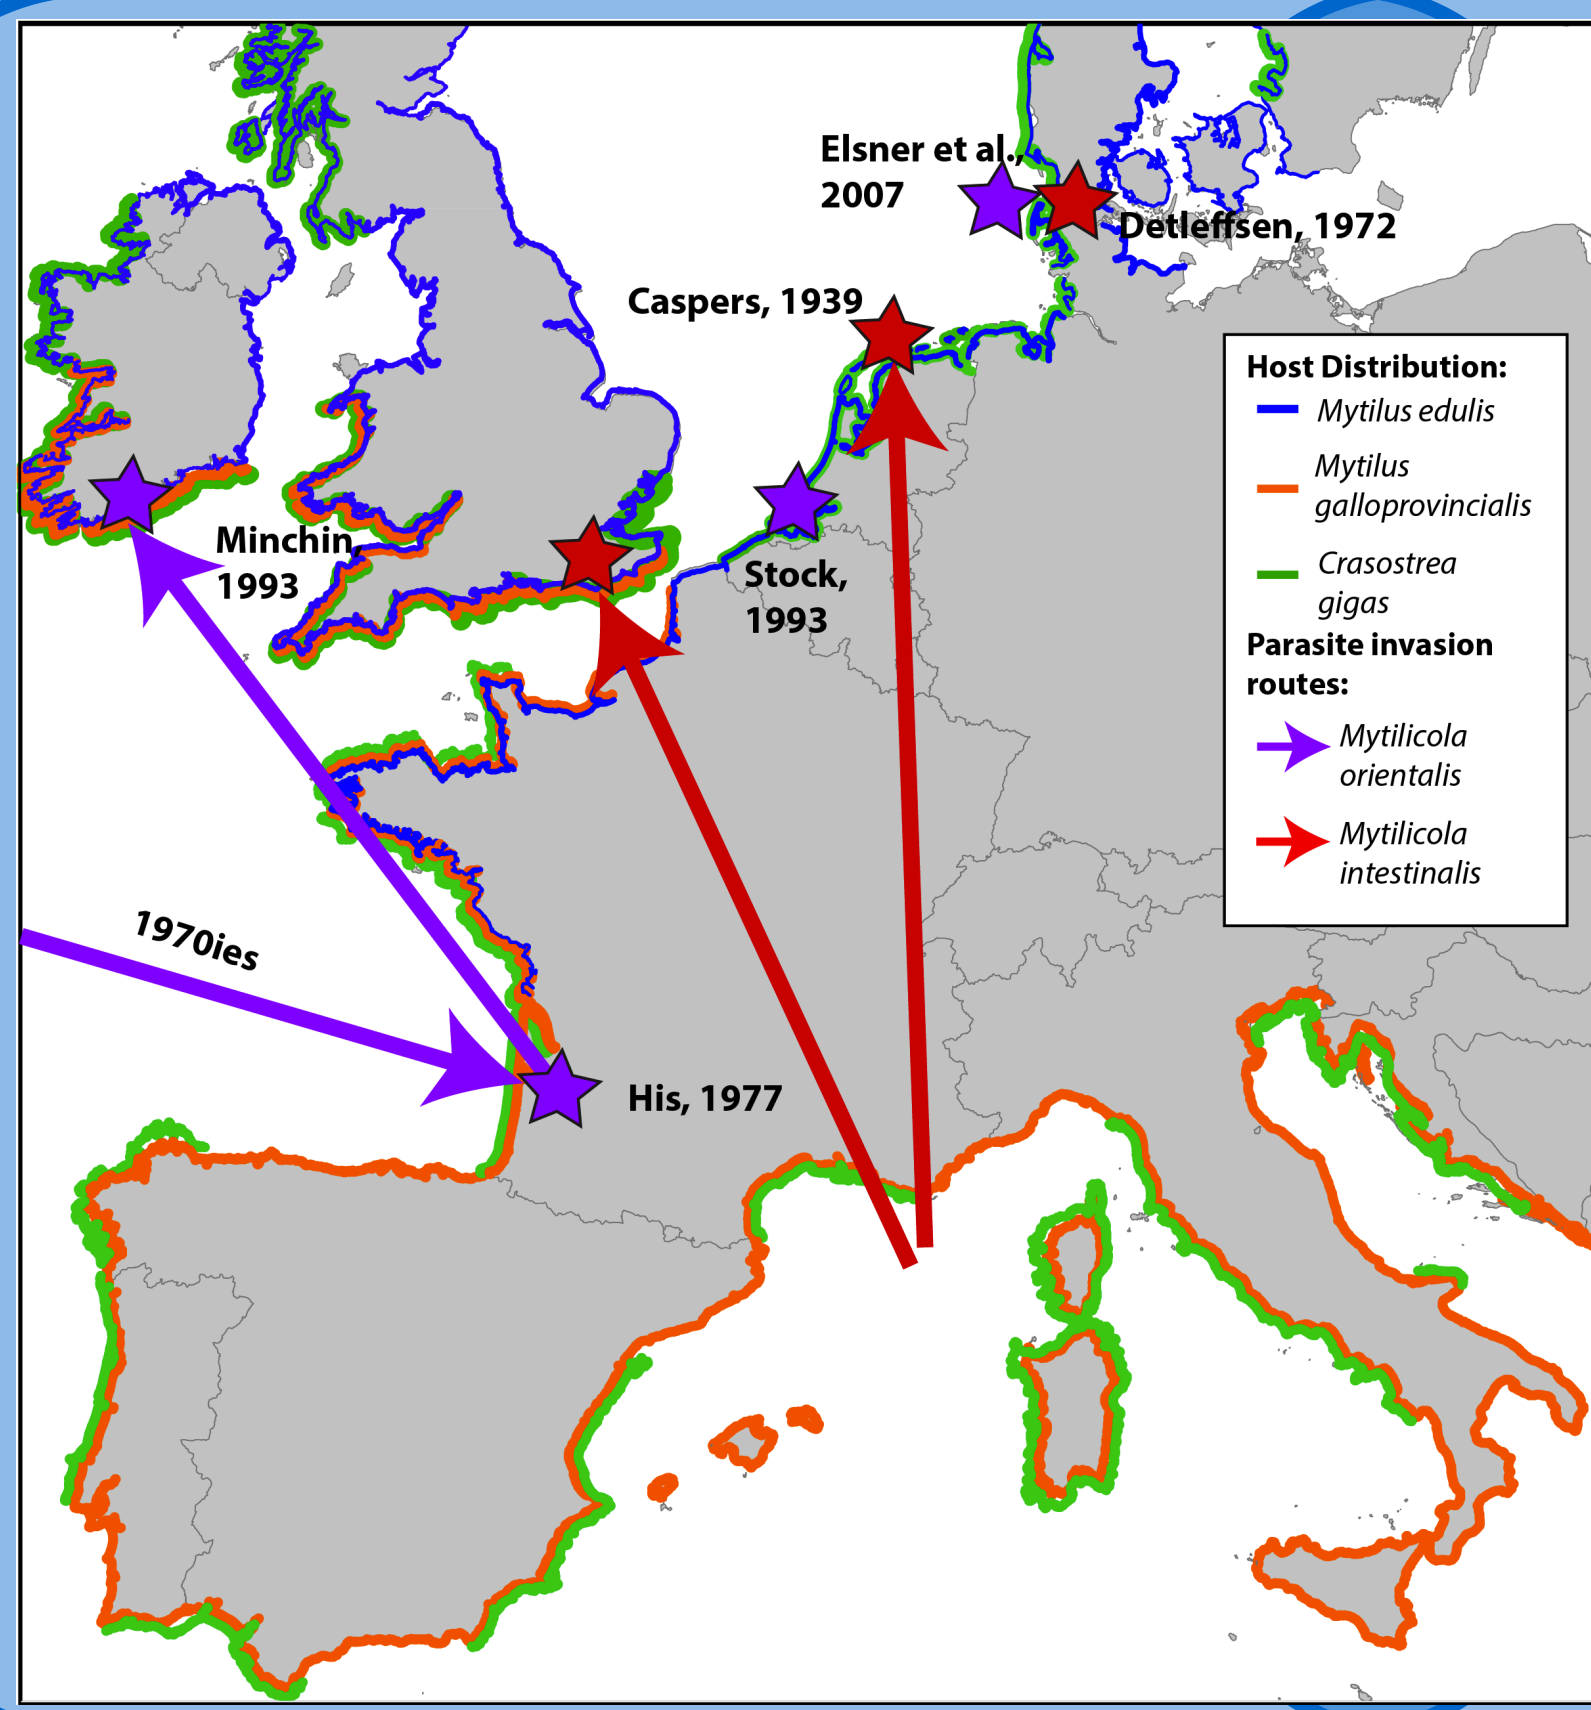 Elsner et al.,
2007
Detleffsen, 1972
Caspers, 1939
Minchin,
1993
Stock,
1993
1970ies
His, 1977
Host Distribution:
Mytilus edulis
Mytilus
galloprovincialis
Crasostrea
gigas
Parasite invasion
routes:
Mytilicola
orientalis
Mytilicola
intestinalis